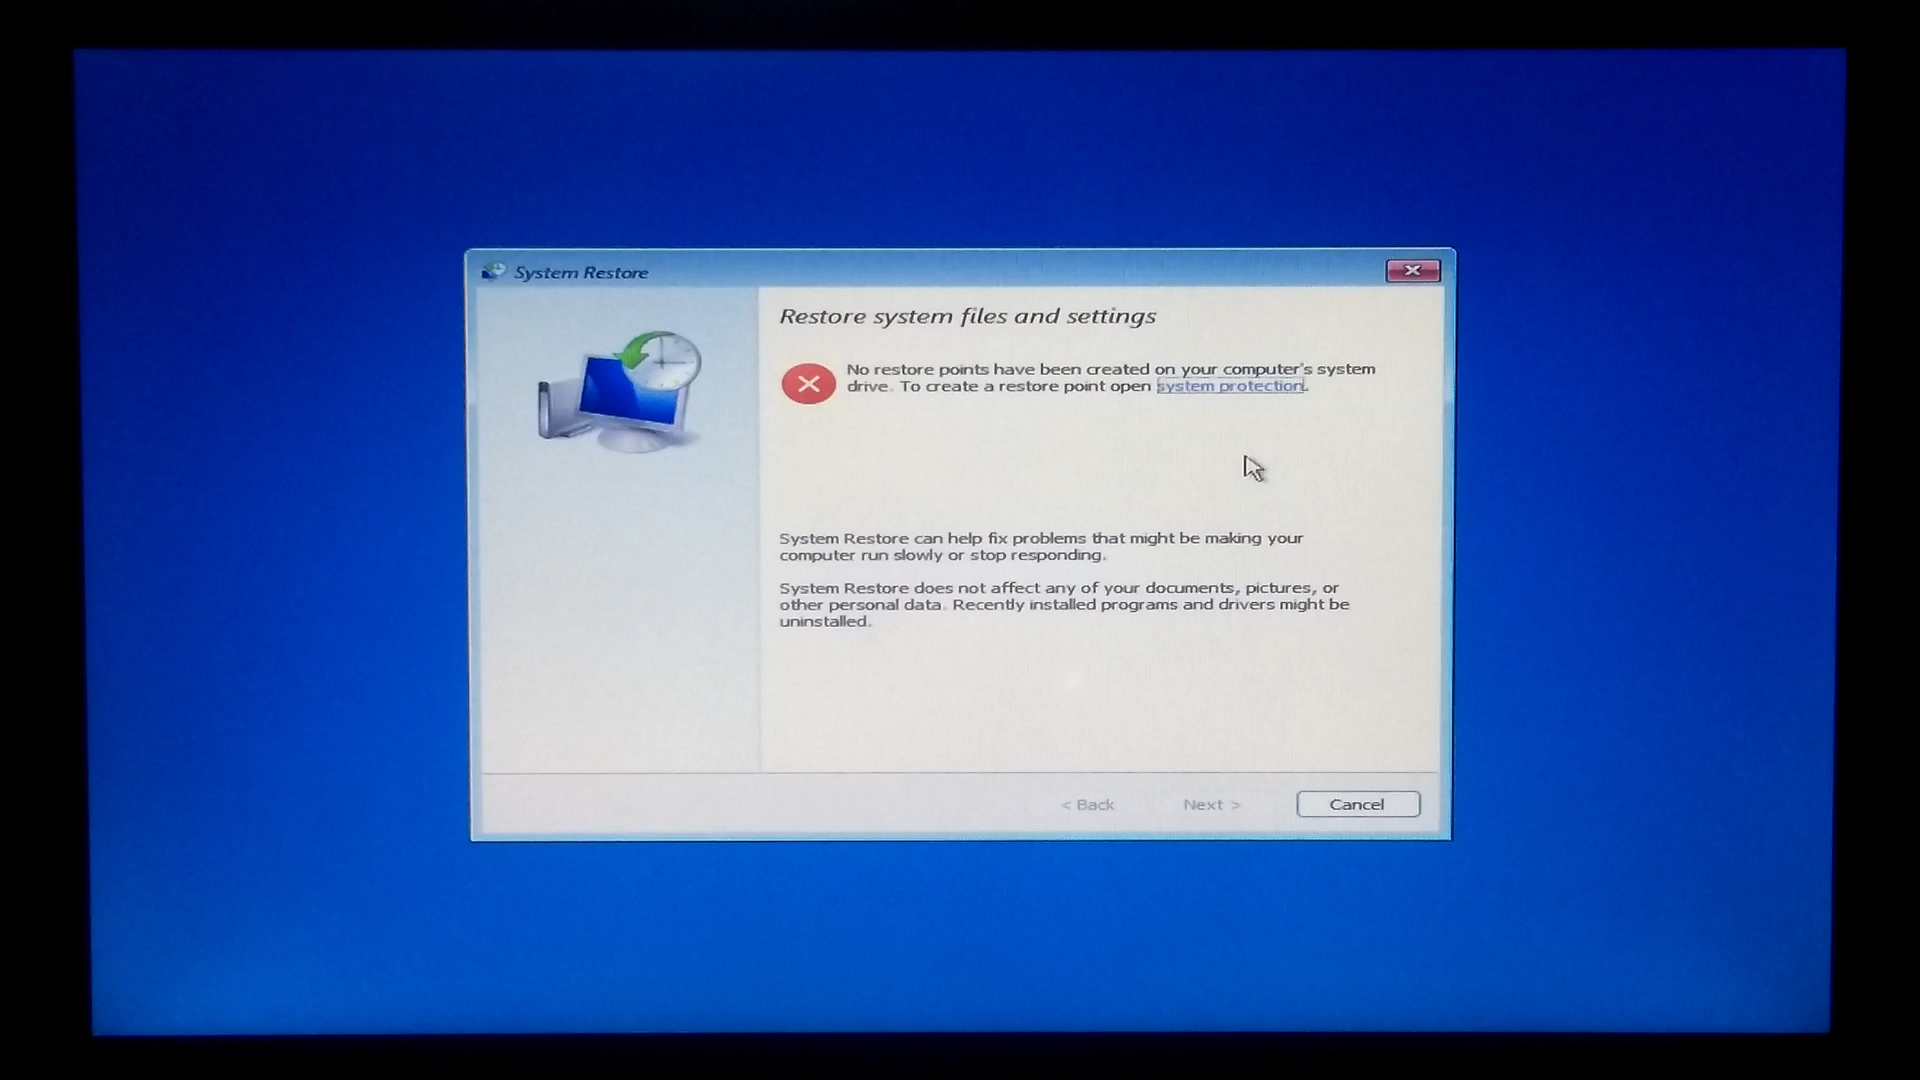 System Restore
Restore system files and settings
No restore points have been created on your computer's system
drive. To create a restore point open system protection.
System Restore can help fix problems that might be making your
computer run slowly or stop responding.
System Restore does not affect any of your documents, pictures, or
other personal data. Recently installed programs and drivers might be
uninstalled.
< Back Next > Cancel